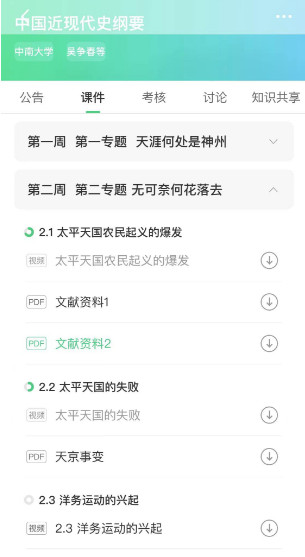 中国近现代史纲要
中南大学 吴争春等
公告 课件 考核 讨论 知识共享
第一周 第一专题 天涯何处是神州
第二周 第二专题 无可奈何花落去
2.1 太平天国农民起义的爆发
视频 太平天国农民起义的爆发
PDF 文献资料1
PDF 文献资料2
2.2 太平天国的失败
视频 太平天国的失败
PDF 天京事变
2.3 洋务运动的兴起
视频 2.3 洋务运动的兴起